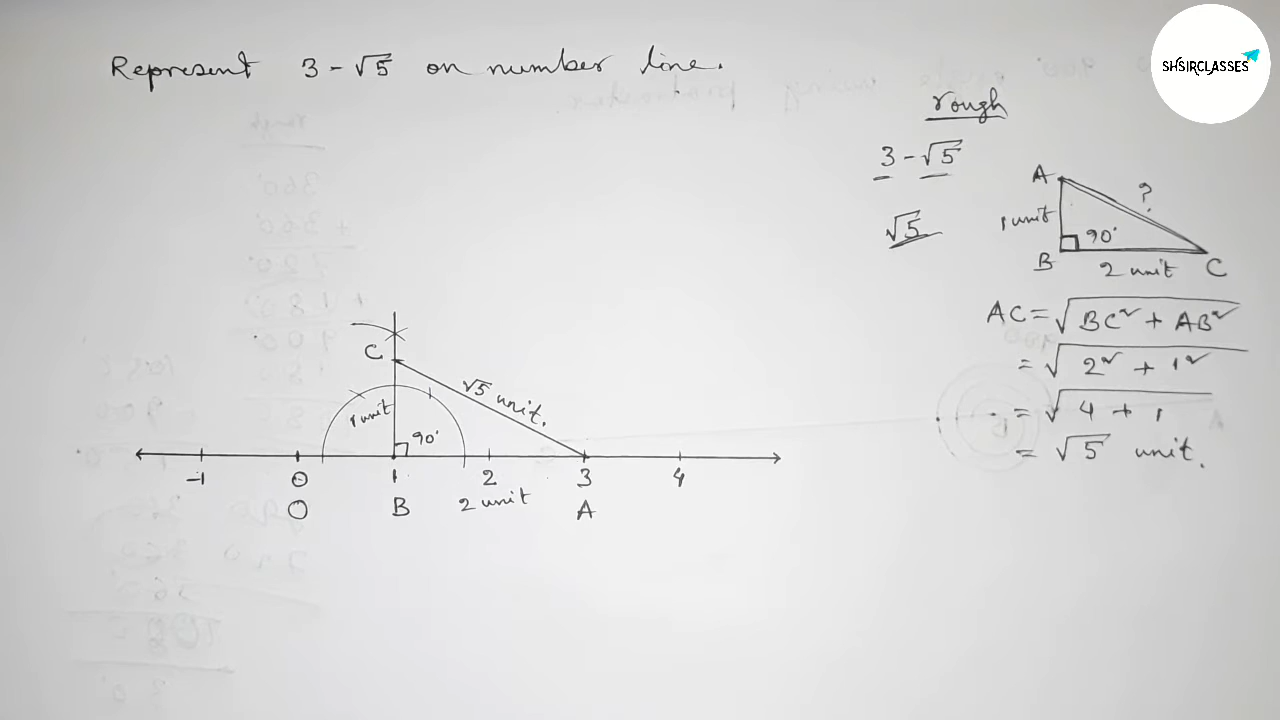 Represent 3 - √5 on number line.
SHSIRCLASSES
rough
3 - √5
√5
A
?
1 unit
90°
B
2 unit
C
AC = √BC² + AB²
= √2² + 1²
= √4 + 1
= √5 unit.
C
√5 unit.
1 unit
90°
-1 0 1 2 3 4
O B 2 unit A